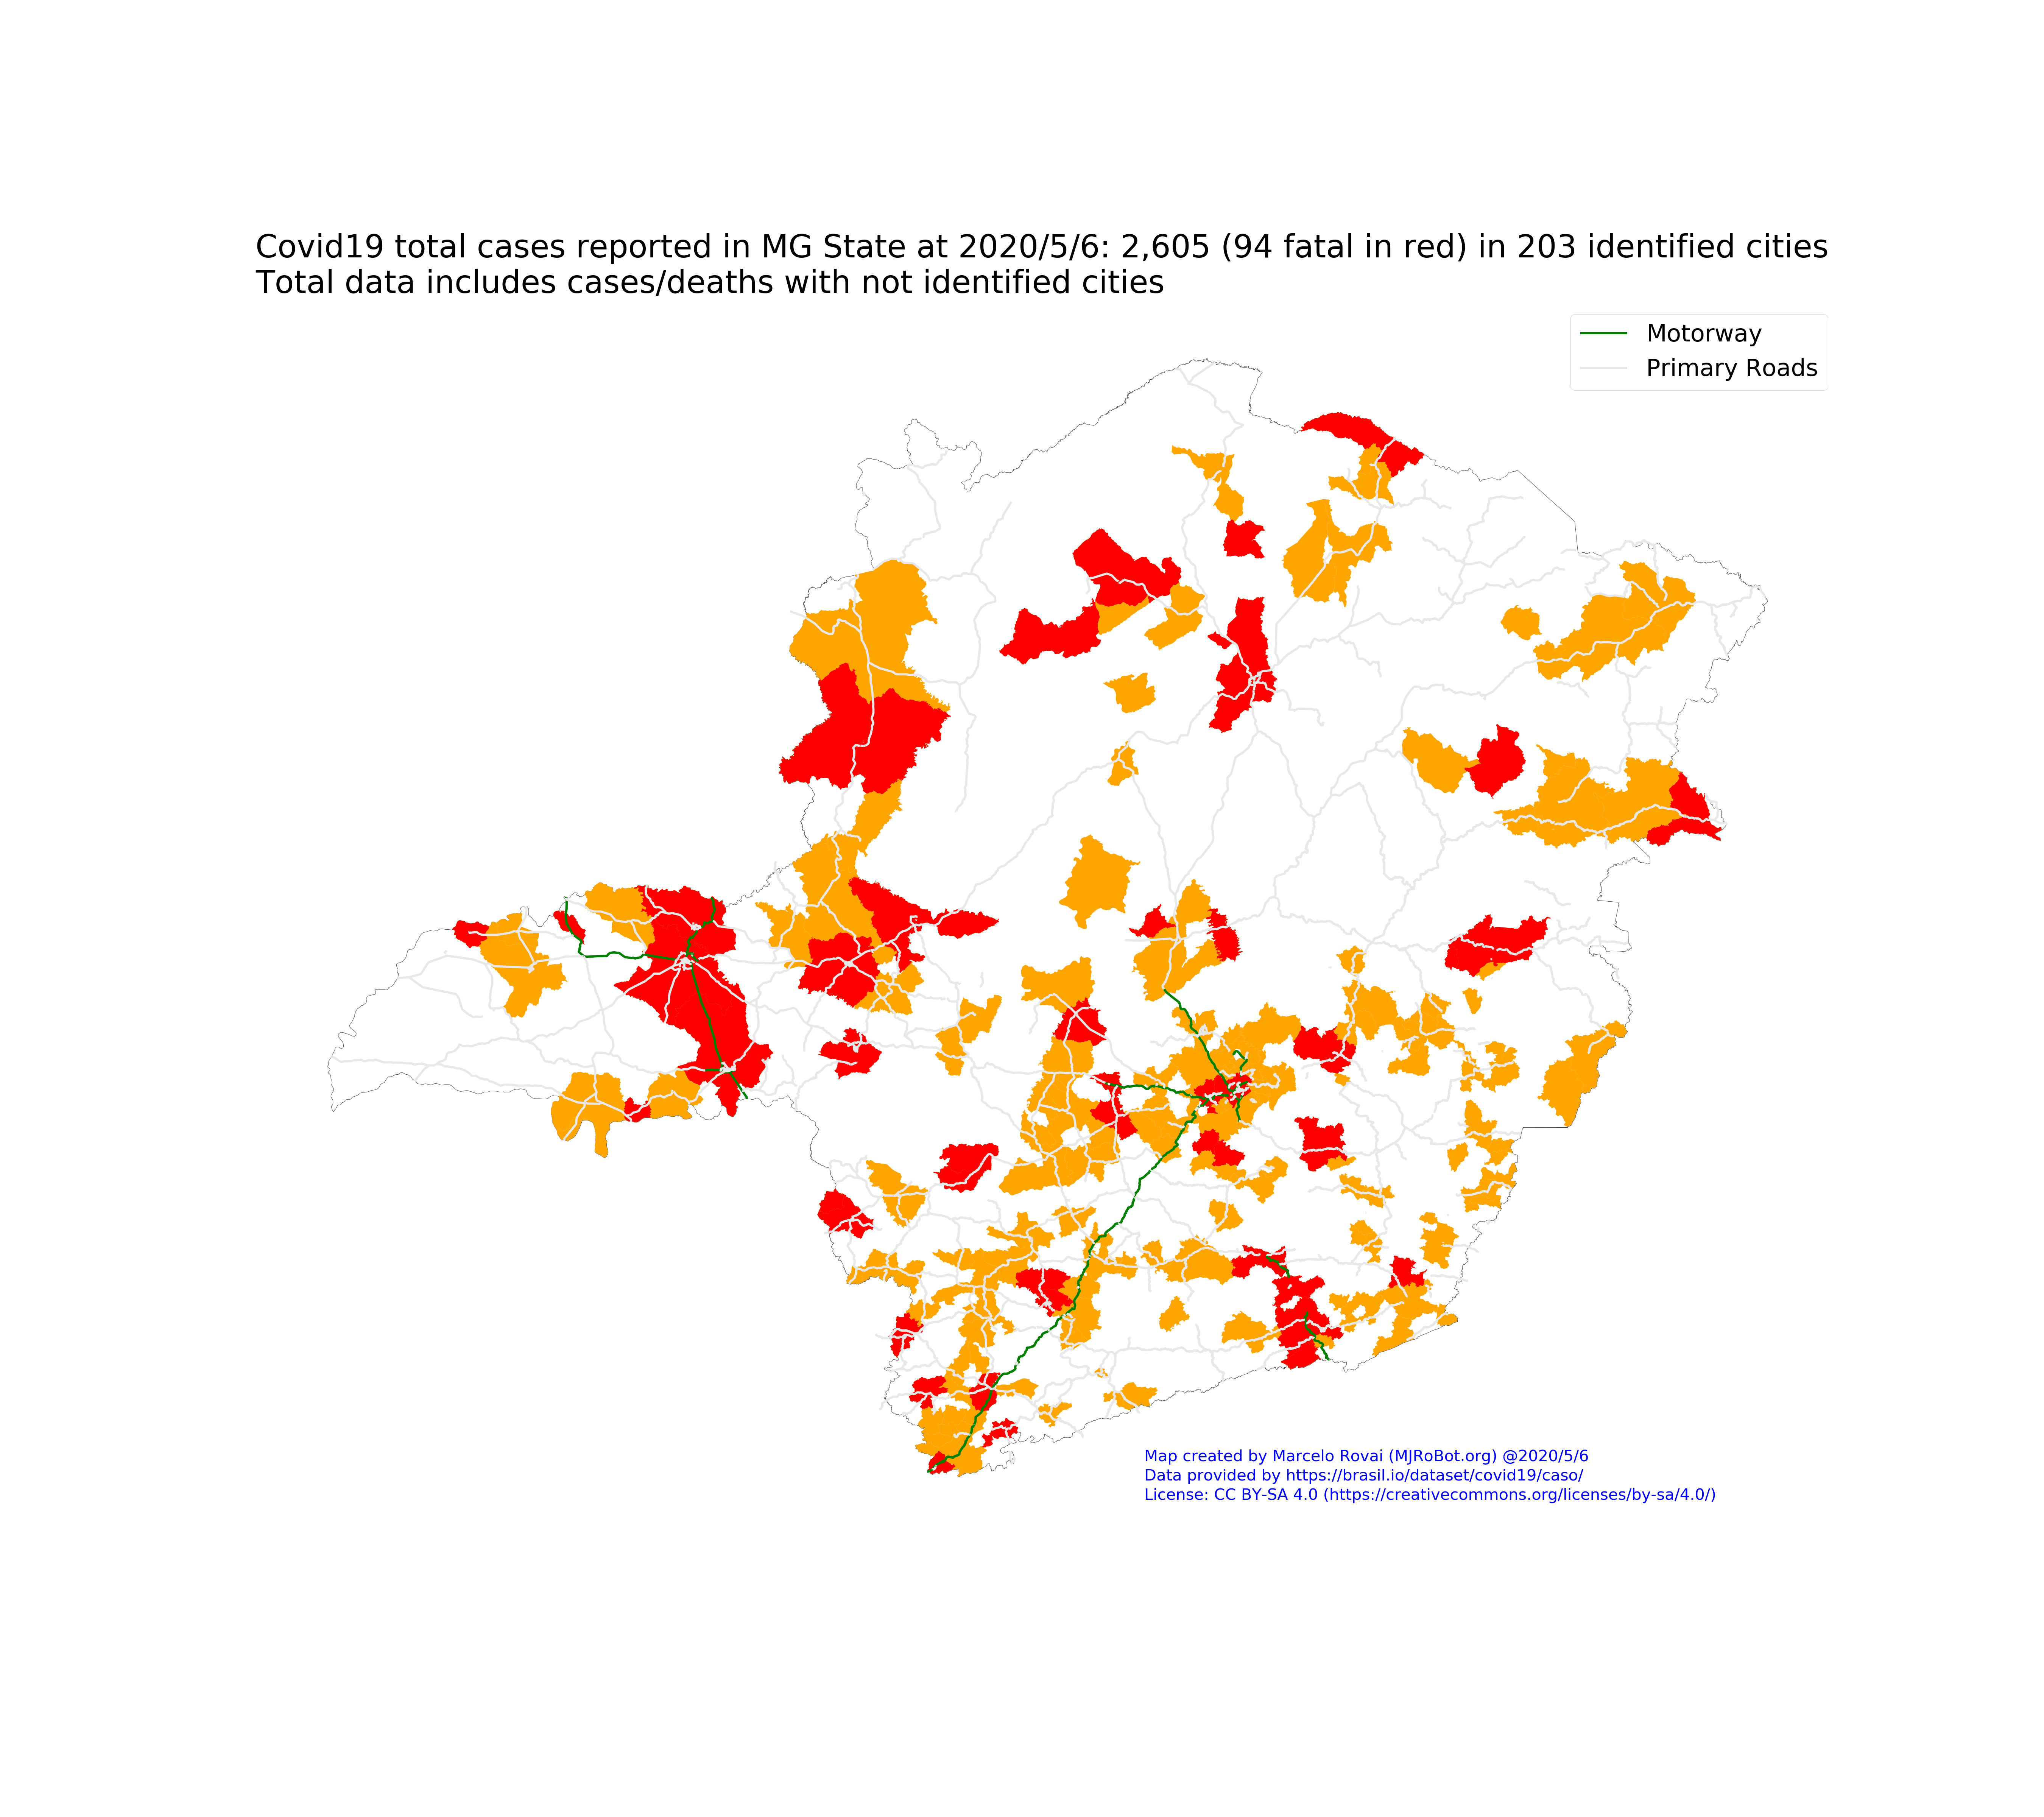 Covid19 total cases reported in MG State at 2020/5/6: 2,605 (94 fatal in red) in 203 identified cities
Total data includes cases/deaths with not identified cities
Motorway
Primary Roads
Map created by Marcelo Rovai (MJRoBot.org) @2020/5/6
Data provided by https://brasil.io/dataset/covid19/caso/
License: CC BY-SA 4.0 (https://creativecommons.org/licenses/by-sa/4.0/)